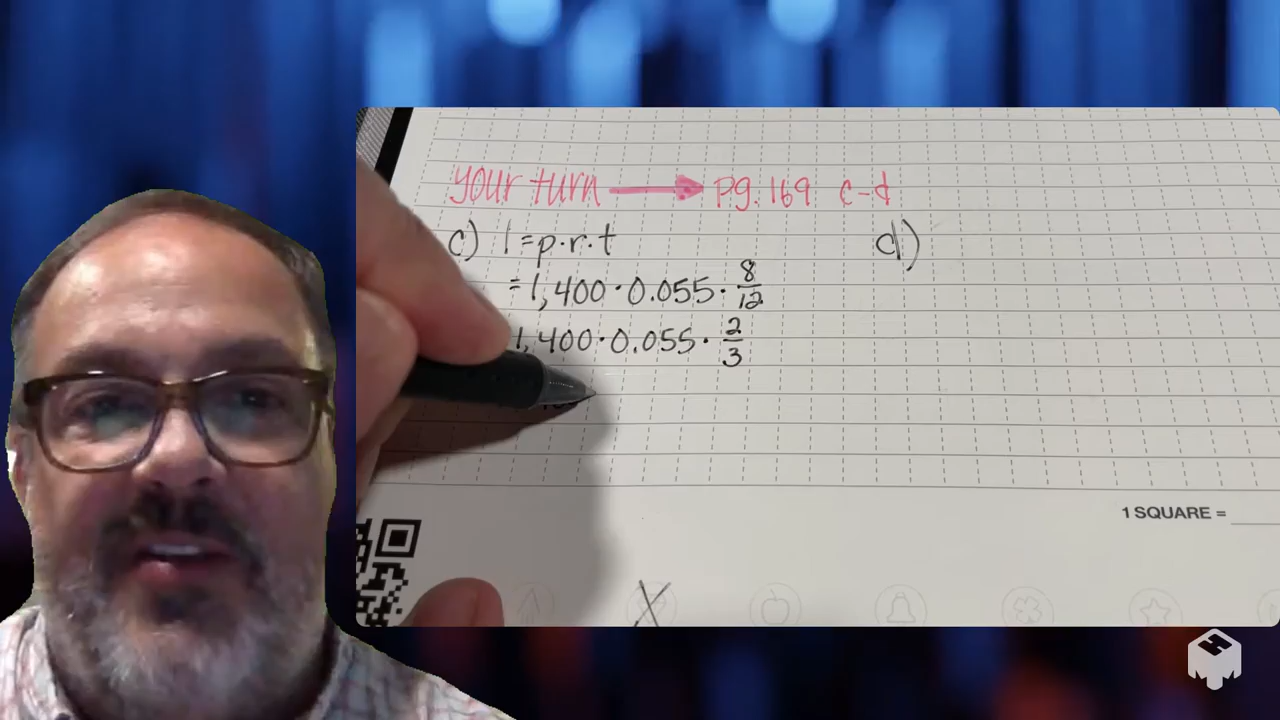 your turn → pg. 169 c-d
c) I = p·r·t
= 1,400 · 0.055 · 8/12
1,400 · 0.055 · 2/3
d)
1 SQUARE =
X